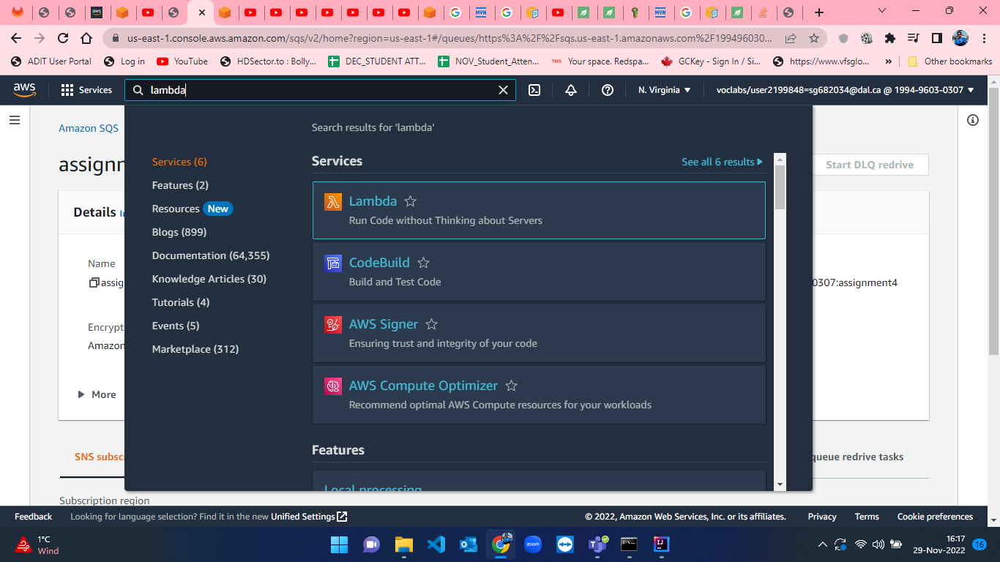 us-east-1.console.aws.amazon.com/sqs/v2/home?region=us-east-1#/queues/https%3A%2F%2Fsqs.us-east-1.amazonaws.com%2F199496030...
ADIT User Portal
Log in
YouTube
HDSector.to : Bolly...
DEC_STUDENT ATT...
NOV_Student_Atten...
TMS
Your space. Redspa...
GCKey - Sign In / Si...
https://www.vfsglo...
Other bookmarks
aws
Services
lambda
N. Virginia
voclabs/user2199848=sg682034@dal.ca @ 1994-9603-0307
Amazon SQS
assignm
Start DLQ redrive
Details
Name
assig
0307:assignment4
Encrypt
Amazon
More
SNS subsc
queue redrive tasks
Subscription region
Search results for 'lambda'
Services (6)
Features (2)
Resources New
Blogs (899)
Documentation (64,355)
Knowledge Articles (30)
Tutorials (4)
Events (5)
Marketplace (312)
Services
See all 6 results
Lambda
Run Code without Thinking about Servers
CodeBuild
Build and Test Code
AWS Signer
Ensuring trust and integrity of your code
AWS Compute Optimizer
Recommend optimal AWS Compute resources for your workloads
Features
Local processing
Feedback
Looking for language selection? Find it in the new Unified Settings
© 2022, Amazon Web Services, Inc. or its affiliates.
Privacy
Terms
Cookie preferences
1°C
Wind
zoom
16:17
29-Nov-2022
16